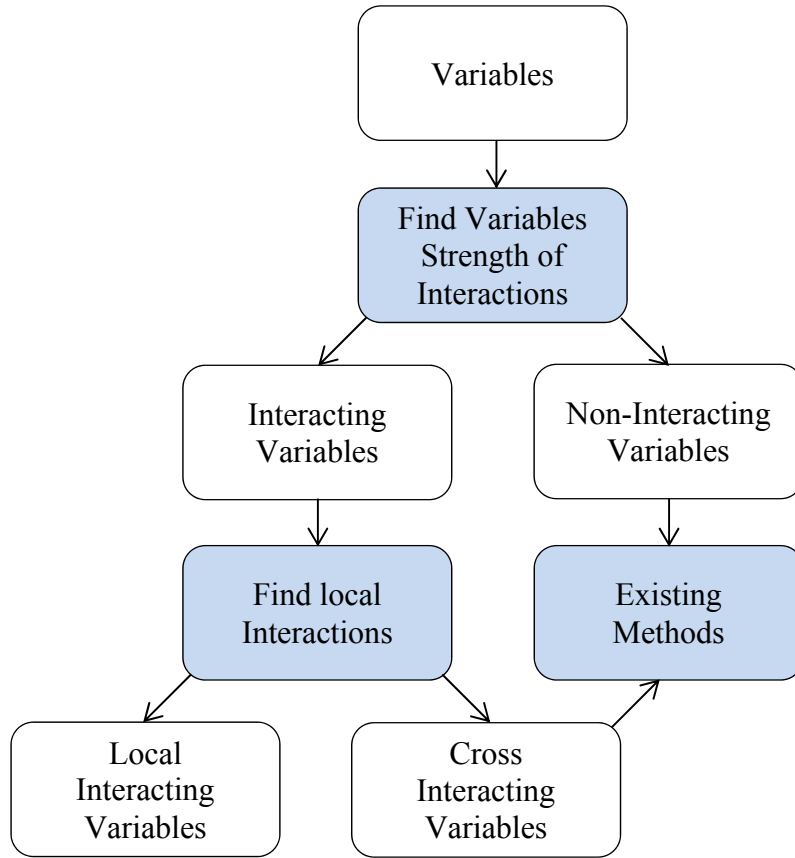 Variables
Find Variables
Strength of
Interactions
Interacting
Variables
Non-Interacting
Variables
Find local
Interactions
Existing
Methods
Local
Interacting
Variables
Cross
Interacting
Variables